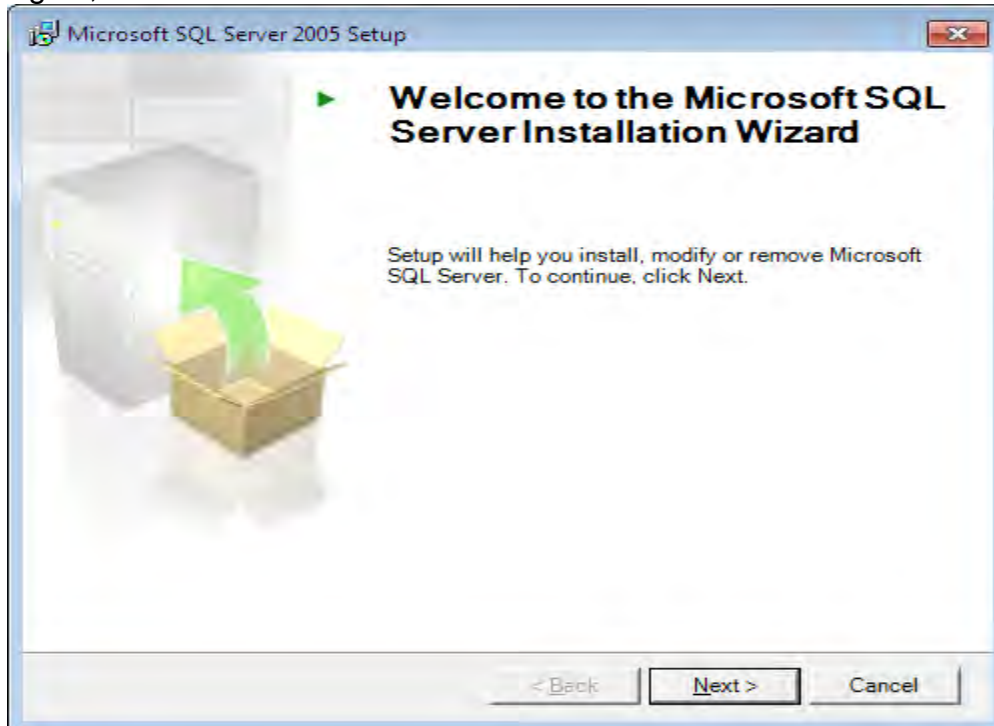 Microsoft SQL Server 2005 Setup
Welcome to the Microsoft SQL
Server Installation Wizard
Setup will help you install, modify or remove Microsoft
SQL Server. To continue, click Next.
< Back
Next >
Cancel